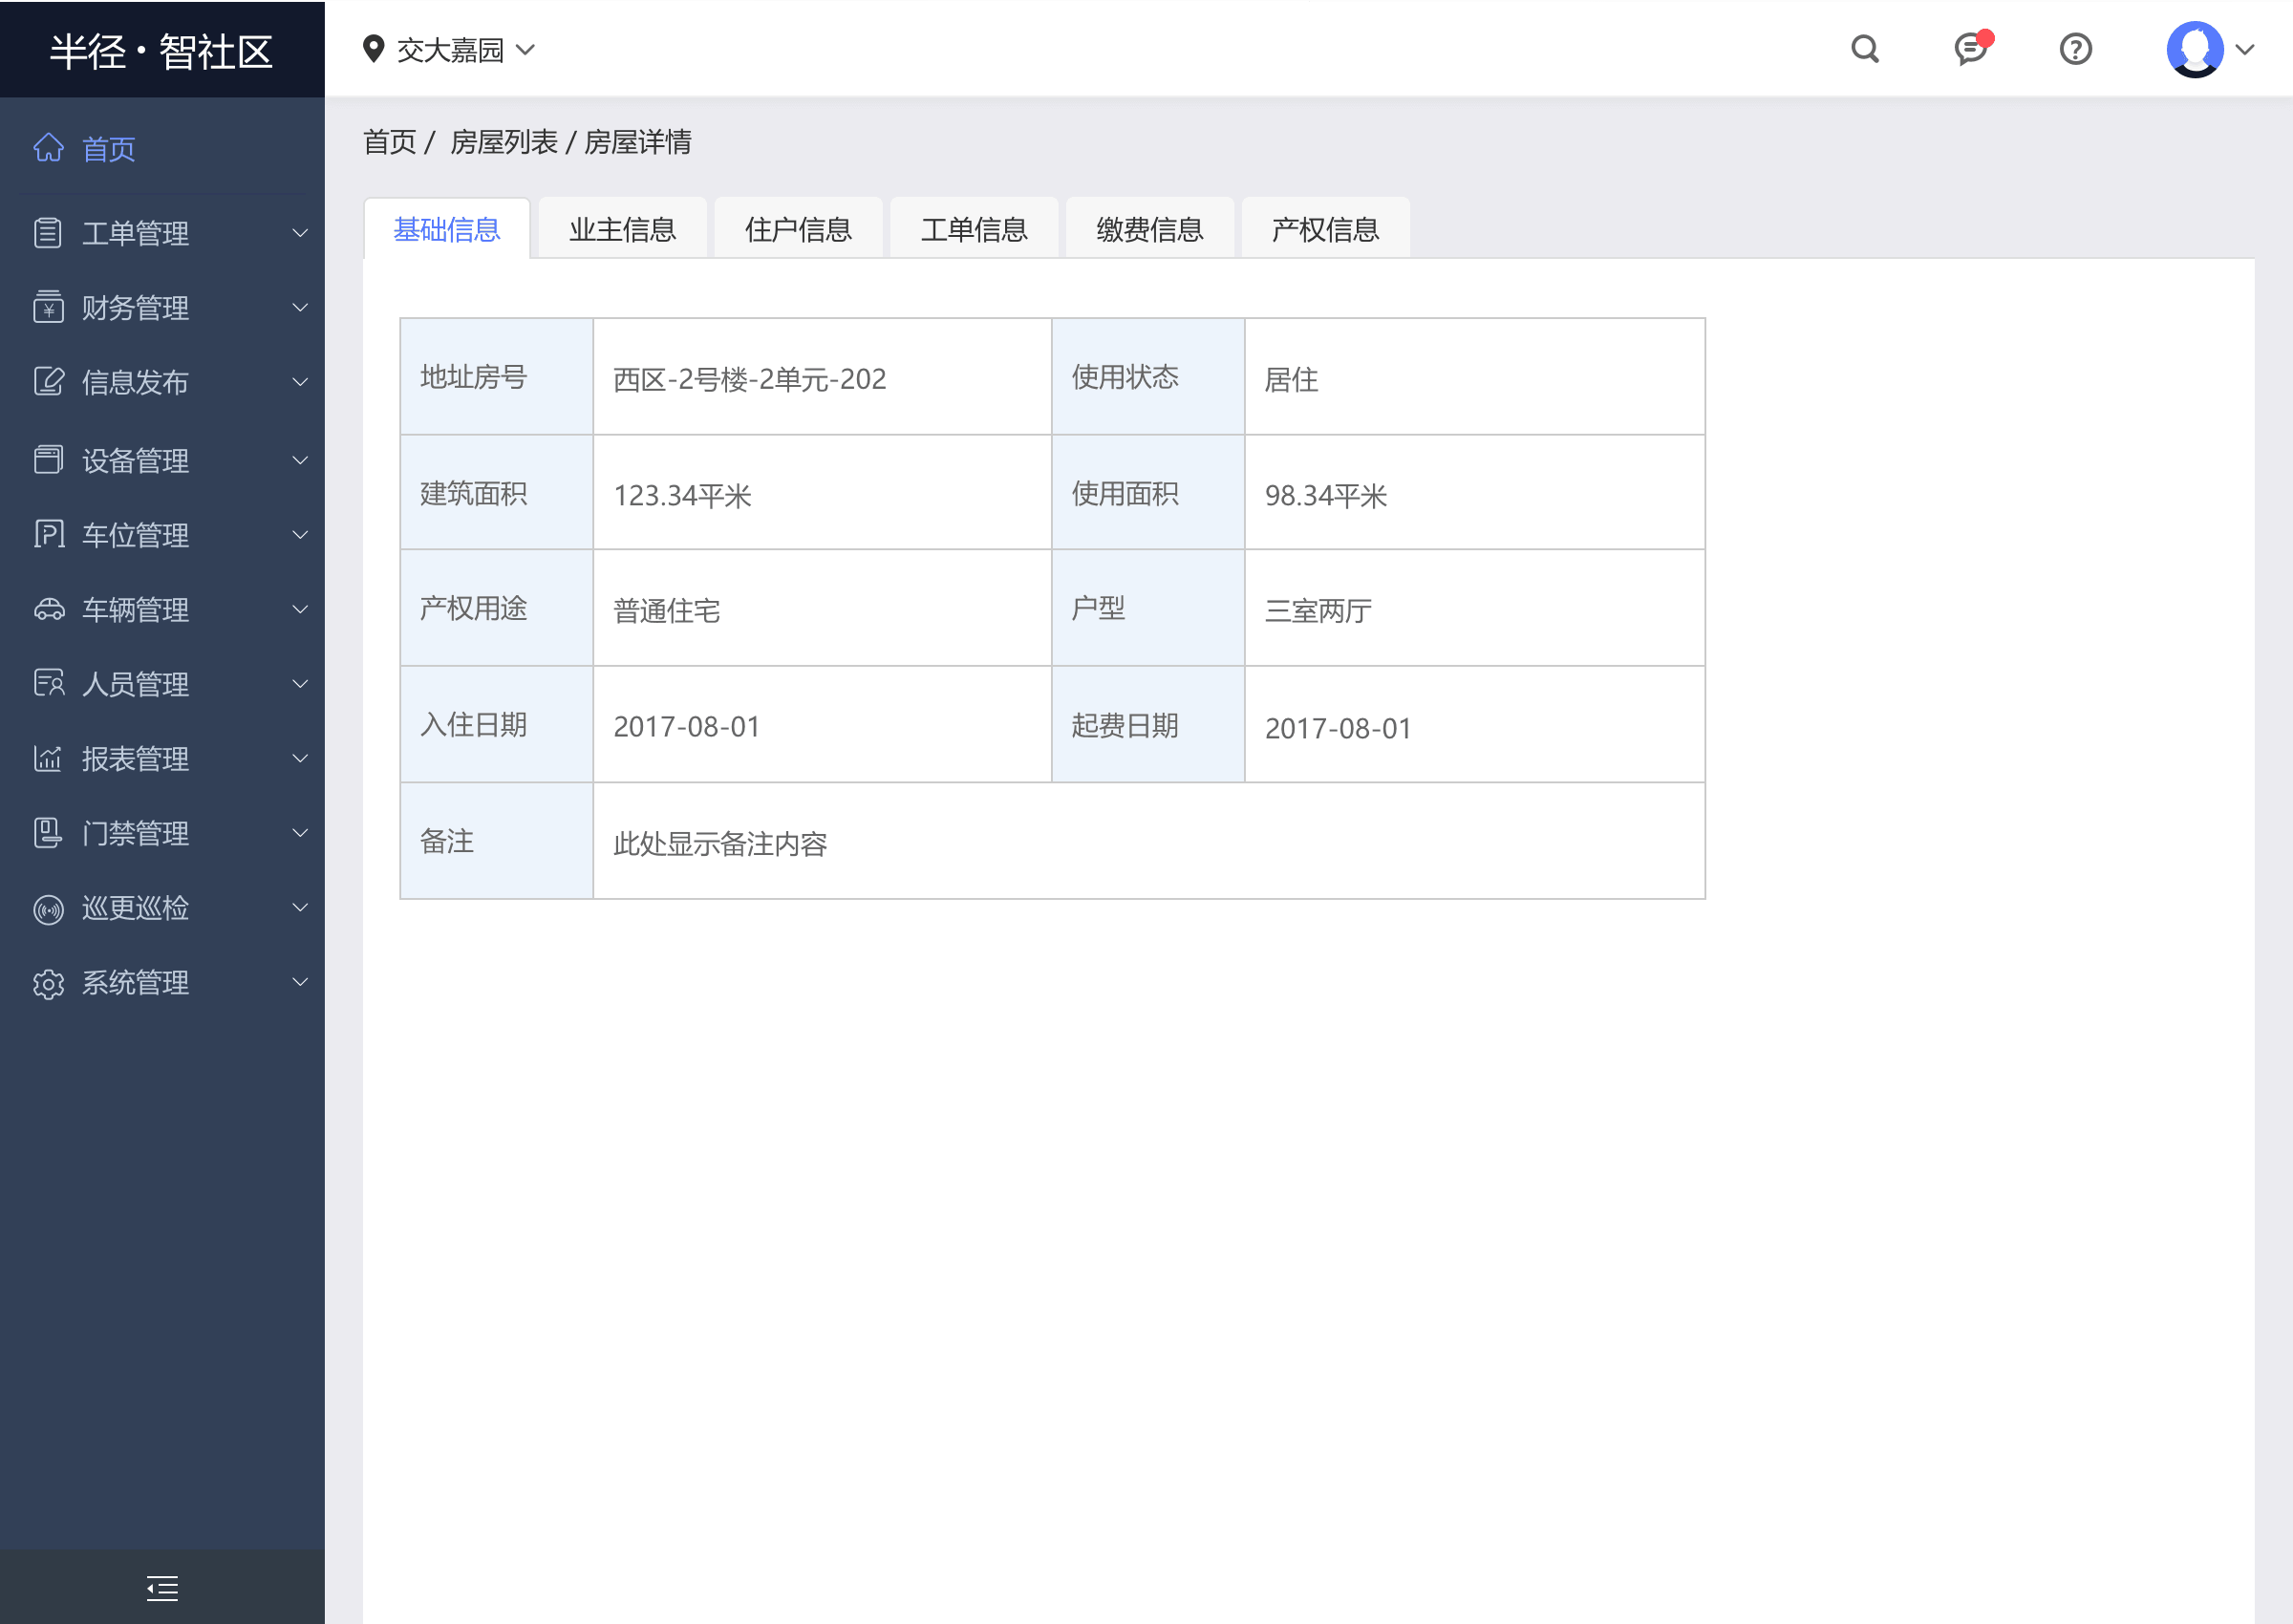 半径·智社区
交大嘉园
首页
工单管理
财务管理
信息发布
设备管理
车位管理
车辆管理
人员管理
报表管理
门禁管理
巡更巡检
系统管理
首页 / 房屋列表 / 房屋详情
基础信息 业主信息 住户信息 工单信息 缴费信息 产权信息
地址房号 西区-2号楼-2单元-202 使用状态 居住
建筑面积 123.34平米 使用面积 98.34平米
产权用途 普通住宅 户型 三室两厅
入住日期 2017-08-01 起费日期 2017-08-01
备注 此处显示备注内容